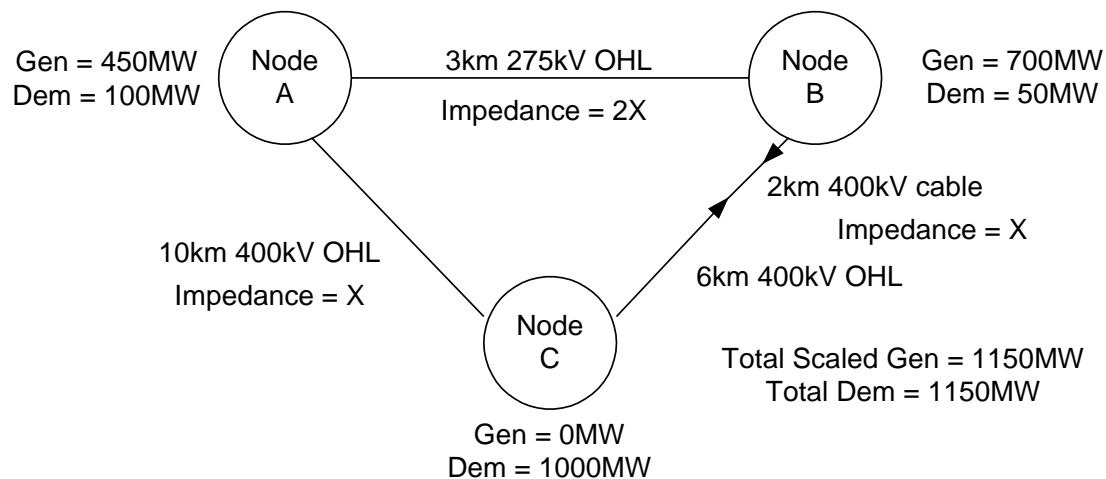 Gen = 450MW
Dem = 100MW
Node
A
3km 275kV OHL
Impedance = 2X
Node
B
Gen = 700MW
Dem = 50MW
2km 400kV cable
Impedance = X
10km 400kV OHL
Impedance = X
6km 400kV OHL
Node
C
Total Scaled Gen = 1150MW
Total Dem = 1150MW
Gen = 0MW
Dem = 1000MW